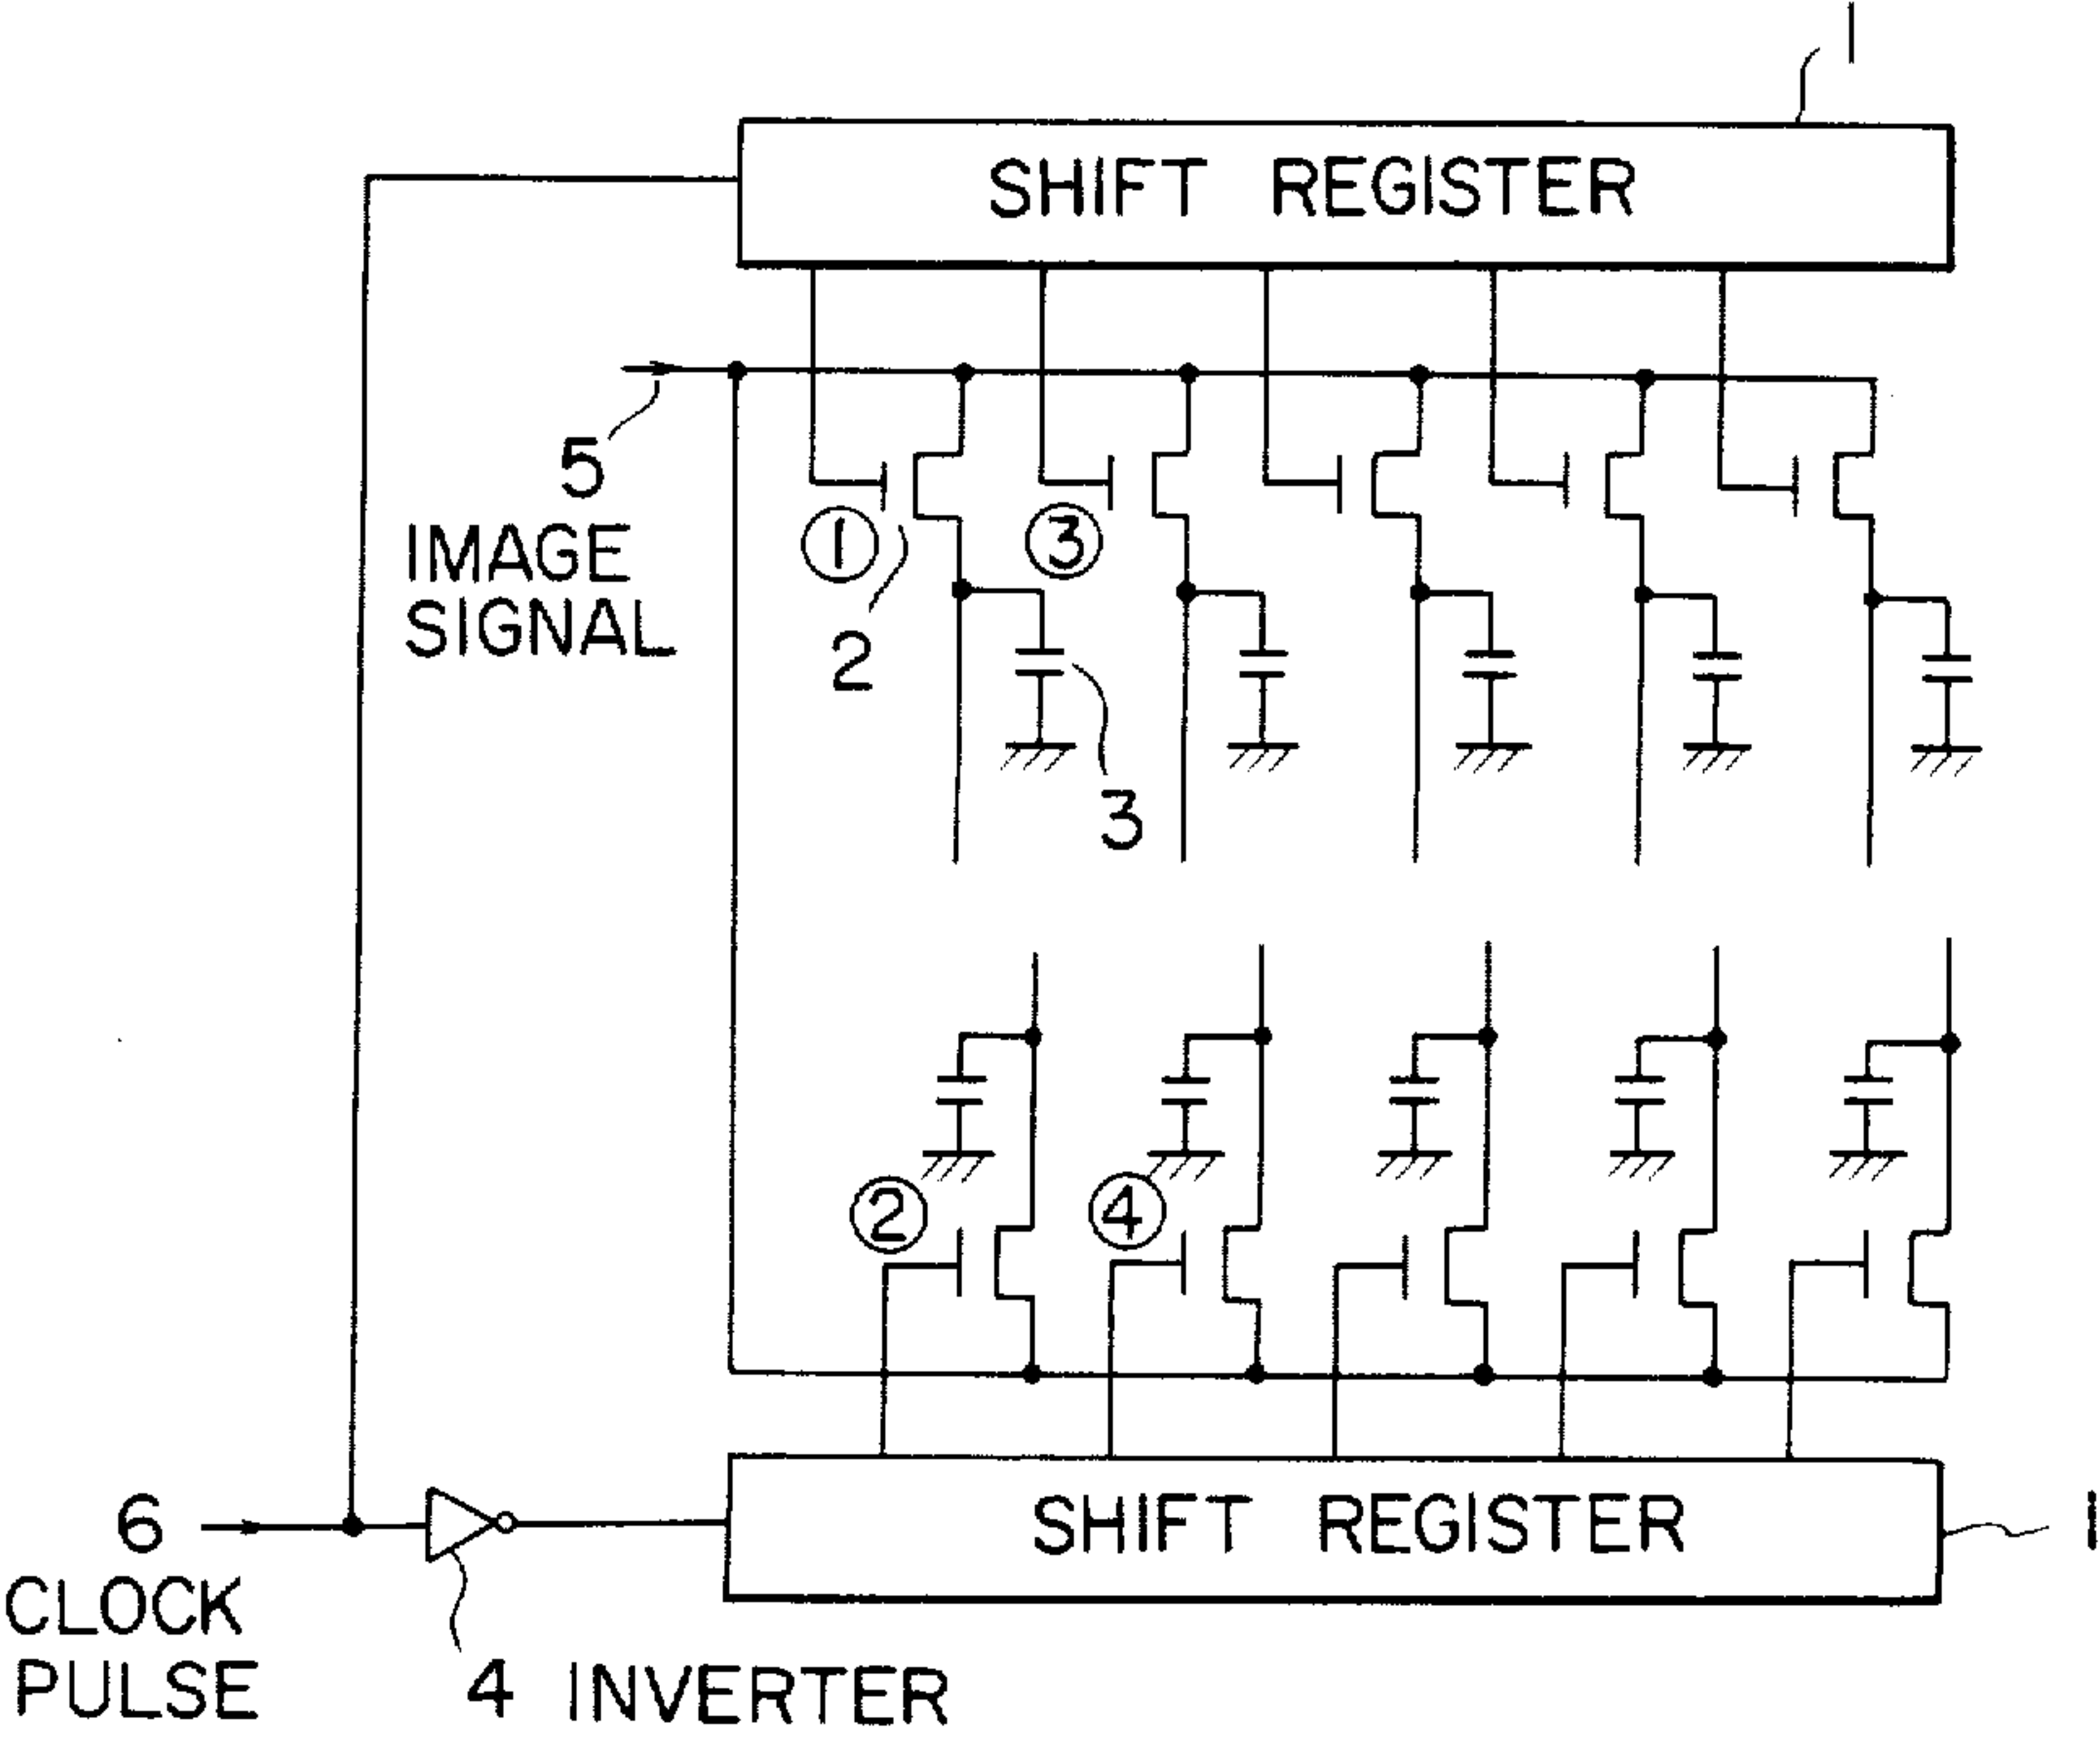 1
SHIFT REGISTER
5
IMAGE
SIGNAL
① ③
2
3
② ④
6
CLOCK
PULSE
SHIFT REGISTER
1
4 INVERTER